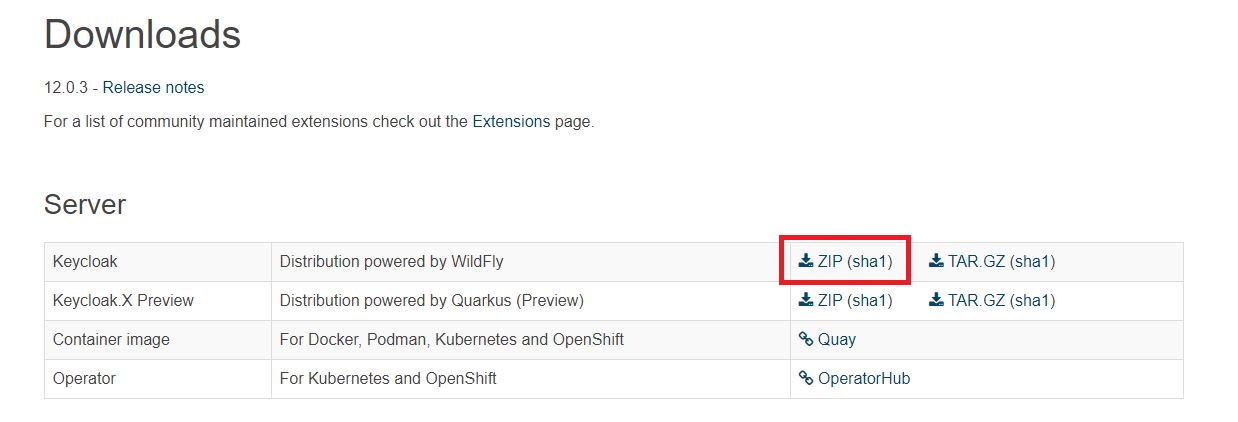 Downloads
12.0.3 - Release notes
For a list of community maintained extensions check out the Extensions page.
Server
Keycloak Distribution powered by WildFly ZIP (sha1) TAR.GZ (sha1)
Keycloak.X Preview Distribution powered by Quarkus (Preview) ZIP (sha1) TAR.GZ (sha1)
Container image For Docker, Podman, Kubernetes and OpenShift Quay
Operator For Kubernetes and OpenShift OperatorHub